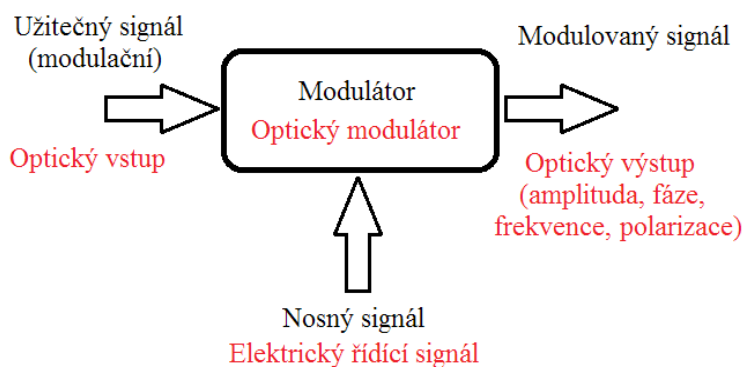 Užitečný signál
(modulační)
Optický vstup
Modulátor
Optický modulátor
Modulovaný signál
Optický výstup
(amplituda, fáze,
frekvence, polarizace)
Nosný signál
Elektrický řídící signál